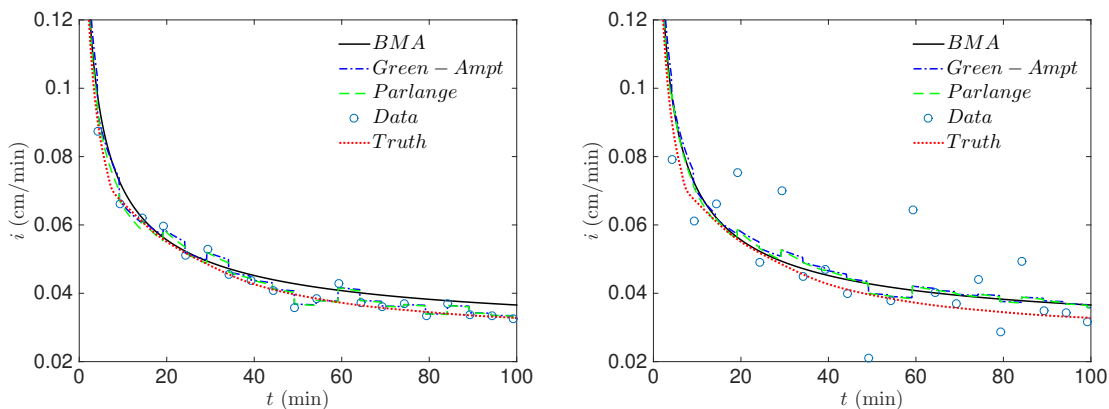 0.12
0.1
0.08
0.06
0.04
0.02
i (cm/min)
0 20 40 60 80 100
t (min)
BMA
Green − Ampt
Parlange
Data
Truth
0.12
0.1
0.08
0.06
0.04
0.02
i (cm/min)
0 20 40 60 80 100
t (min)
BMA
Green − Ampt
Parlange
Data
Truth